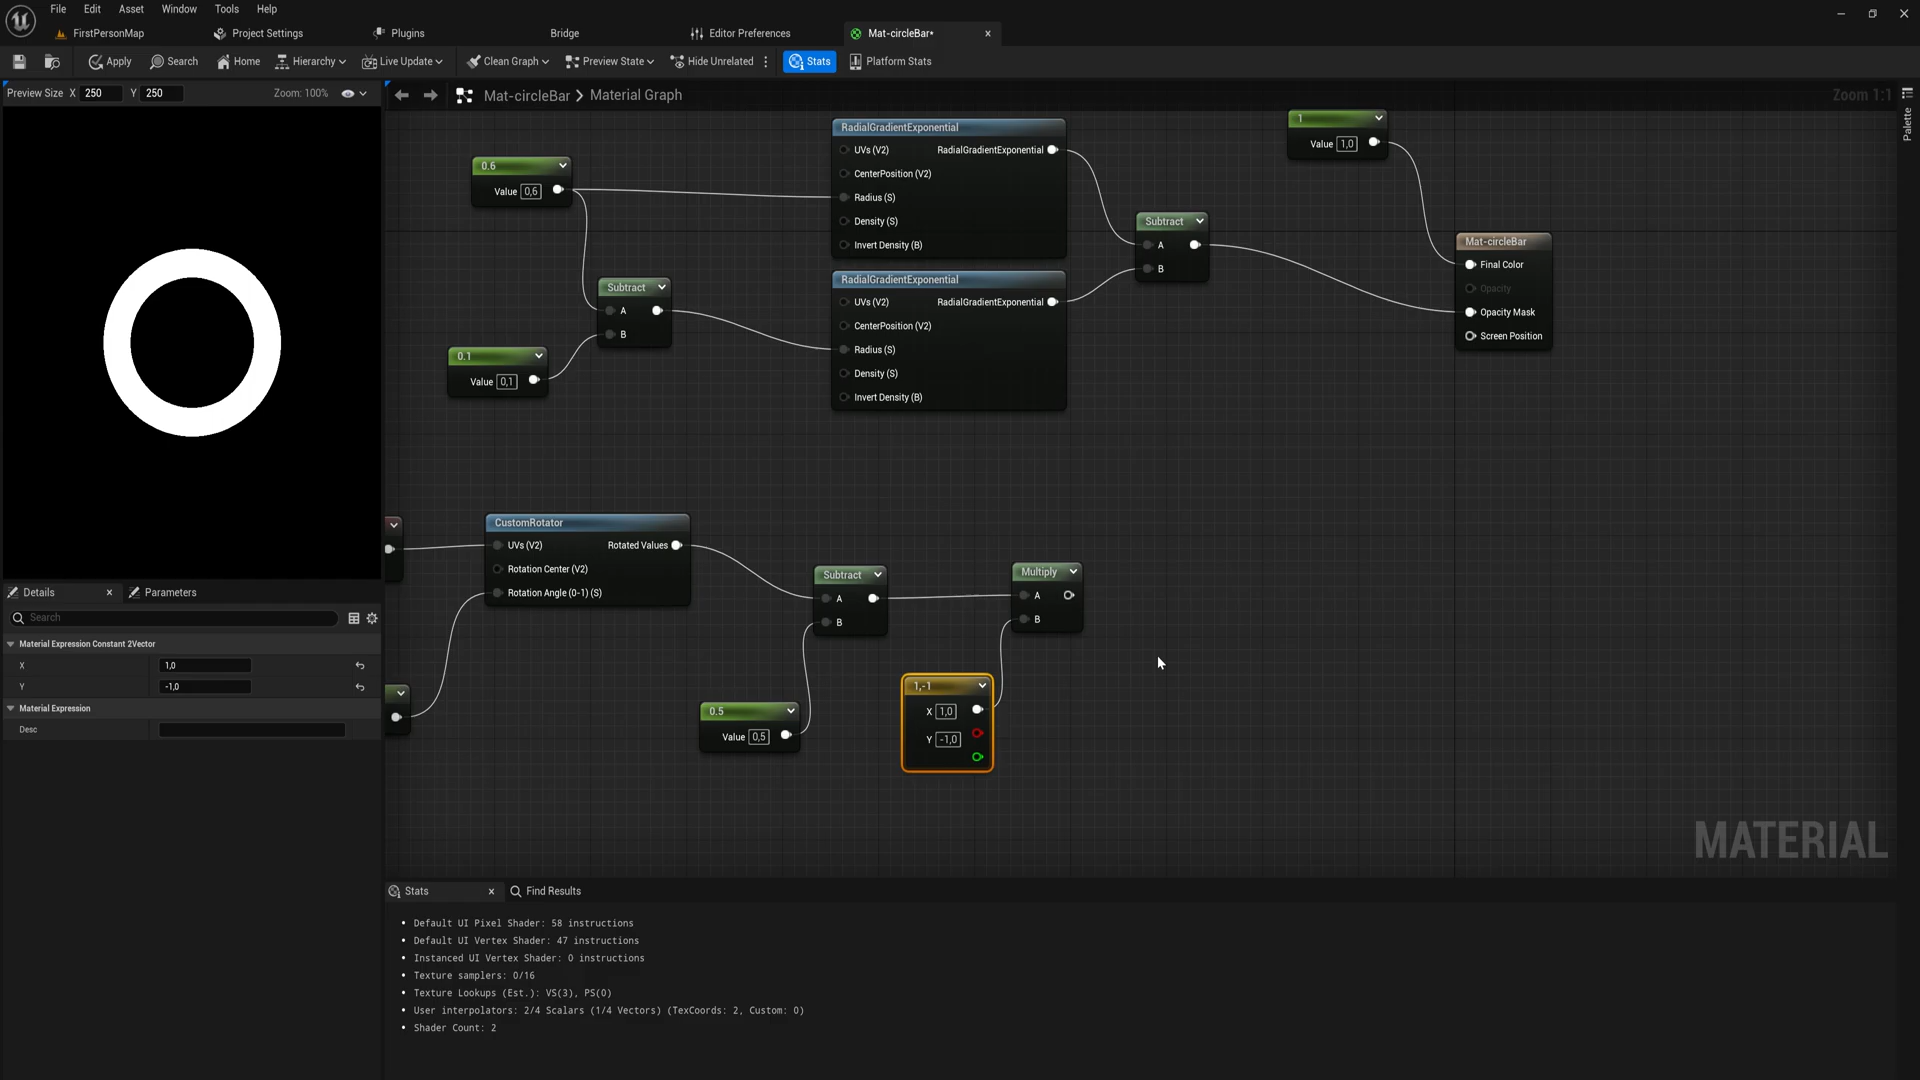 File Edit Asset Window Tools Help
FirstPersonMap Project Settings Plugins Bridge Editor Preferences Mat-circleBar•
Apply Search Home Hierarchy Live Update Clean Graph Preview State Hide Unrelated Stats Platform Stats
Preview Size X 250 Y 250 Zoom: 100%
Mat-circleBar Material Graph
Zoom 1:1
Palette
0.6
Value 0,6
Subtract
A
B
0.1
Value 0,1
RadialGradientExponential
UVs (V2) RadialGradientExponential
CenterPosition (V2)
Radius (S)
Density (S)
Invert Density (B)
RadialGradientExponential
UVs (V2) RadialGradientExponential
CenterPosition (V2)
Radius (S)
Density (S)
Invert Density (B)
Subtract
A
B
1
Value 1,0
Mat-circleBar
Final Color
Opacity
Opacity Mask
Screen Position
CustomRotator
UVs (V2) Rotated Values
Rotation Center (V2)
Rotation Angle (0-1) (S)
Subtract
A
B
Multiply
A
B
0.5
Value 0,5
1,-1
X 1,0
Y -1,0
MATERIAL
Details Parameters
Search
Material Expression Constant 2Vector
X 1,0
Y -1,0
Material Expression
Desc
Stats Find Results
• Default UI Pixel Shader: 58 instructions
• Default UI Vertex Shader: 47 instructions
• Instanced UI Vertex Shader: 0 instructions
• Texture samplers: 0/16
• Texture Lookups (Est.): VS(3), PS(0)
• User interpolators: 2/4 Scalars (1/4 Vectors) (TexCoords: 2, Custom: 0)
• Shader Count: 2